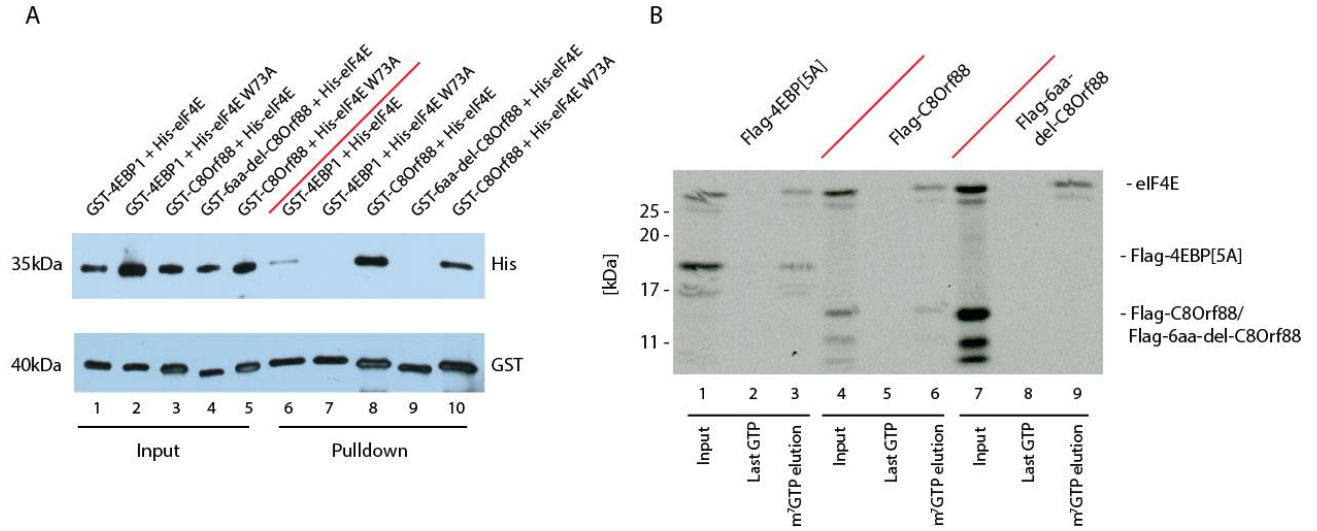 A
GST-4EBP1 + His-eIF4E
GST-4EBP1 + His-eIF4E W73A
GST-C8Orf88 + His-eIF4E
GST-6aa-del-C8Orf88 + His-eIF4E
GST-C8Orf88 + His-eIF4E W73A
GST-4EBP1 + His-eIF4E
GST-4EBP1 + His-eIF4E W73A
GST-C8Orf88 + His-eIF4E
GST-6aa-del-C8Orf88 + His-eIF4E
GST-C8Orf88 + His-eIF4E W73A
35kDa
His
40kDa
GST
1 2 3 4 5 6 7 8 9 10
Input Pulldown
B
Flag-4EBP[5A]
Flag-C8Orf88
Flag-6aa-
del-C8Orf88
[kDa]
25 -
20 -
17 -
11 -
- eIF4E
- Flag-4EBP[5A]
- Flag-C8Orf88/
Flag-6aa-del-C8Orf88
1 2 3 4 5 6 7 8 9
Input
Last GTP
m⁷GTP elution
Input
Last GTP
m⁷GTP elution
Input
Last GTP
m⁷GTP elution